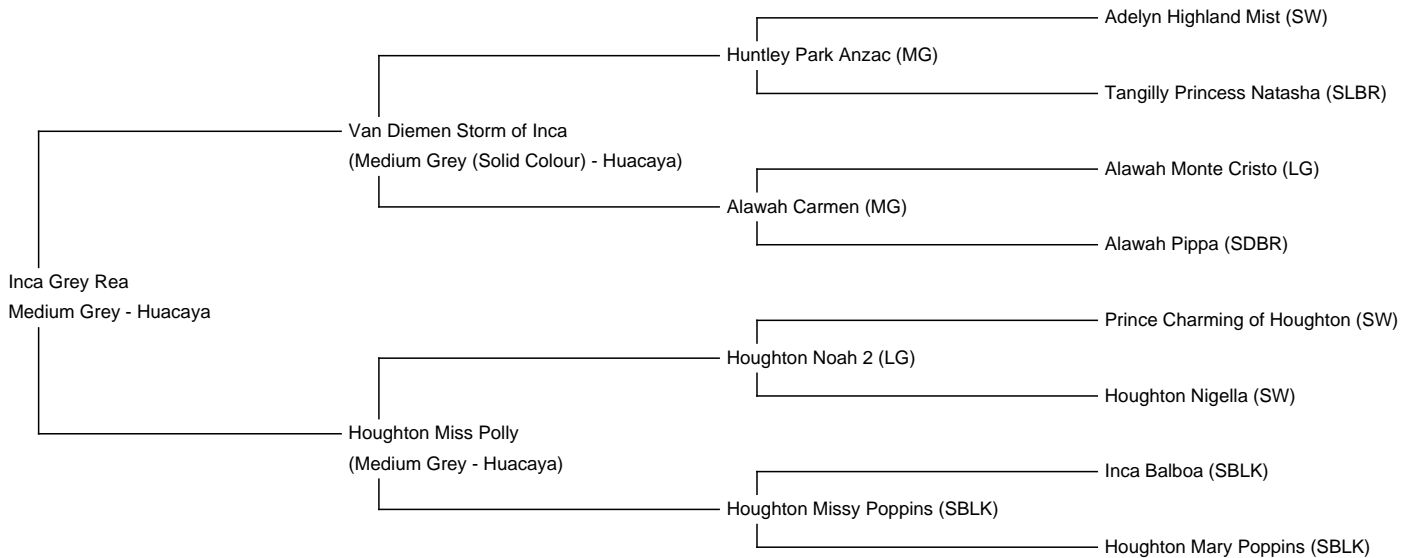 Adelyn Highland Mist (SW)
Huntley Park Anzac (MG)
Tangilly Princess Natasha (SLBR)
Van Diemen Storm of Inca
(Medium Grey (Solid Colour) - Huacaya)
Alawah Monte Cristo (LG)
Alawah Carmen (MG)
Alawah Pippa (SDBR)
Inca Grey Rea
Medium Grey - Huacaya
Prince Charming of Houghton (SW)
Houghton Noah 2 (LG)
Houghton Nigella (SW)
Houghton Miss Polly
(Medium Grey - Huacaya)
Inca Balboa (SBLK)
Houghton Missy Poppins (SBLK)
Houghton Mary Poppins (SBLK)